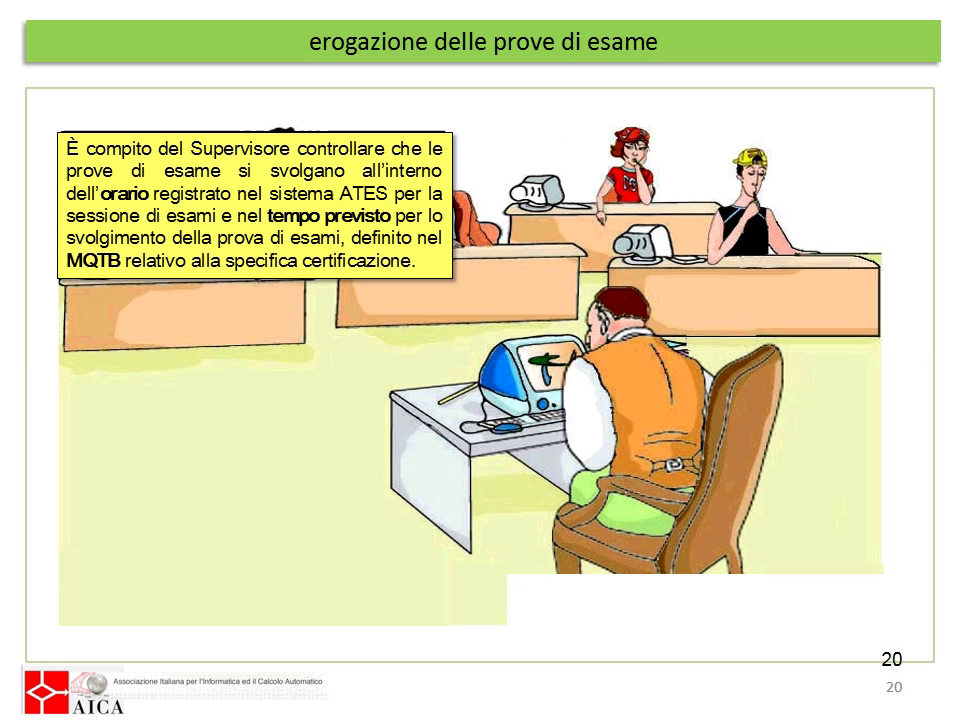 erogazione delle prove di esame
È compito del Supervisore controllare che le
prove di esame si svolgano all’interno
dell’orario registrato nel sistema ATES per la
sessione di esami e nel tempo previsto per lo
svolgimento della prova di esami, definito nel
MQTB relativo alla specifica certificazione.
20
Associazione Italiana per l'Informatica ed il Calcolo Automatico
20
AICA